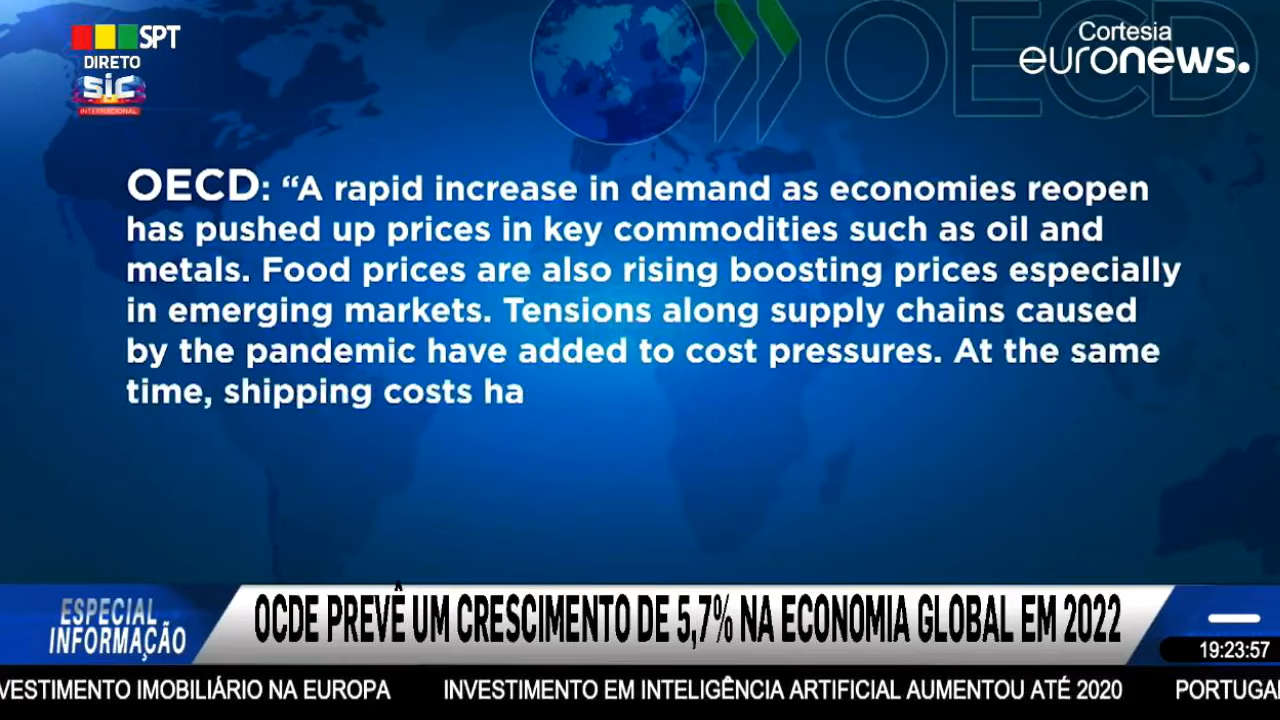 SPT
DIRETO
SIC
INTERNACIONAL
OECD
Cortesia
euronews.
OECD: “A rapid increase in demand as economies reopen
has pushed up prices in key commodities such as oil and
metals. Food prices are also rising boosting prices especially
in emerging markets. Tensions along supply chains caused
by the pandemic have added to cost pressures. At the same
time, shipping costs ha
ESPECIAL
INFORMAÇÃO
OCDE PREVÊ UM CRESCIMENTO DE 5,7% NA ECONOMIA GLOBAL EM 2022
19:23:57
VESTIMENTO IMOBILIÁRIO NA EUROPA INVESTIMENTO EM INTELIGÊNCIA ARTIFICIAL AUMENTOU ATÉ 2020 PORTUGAL